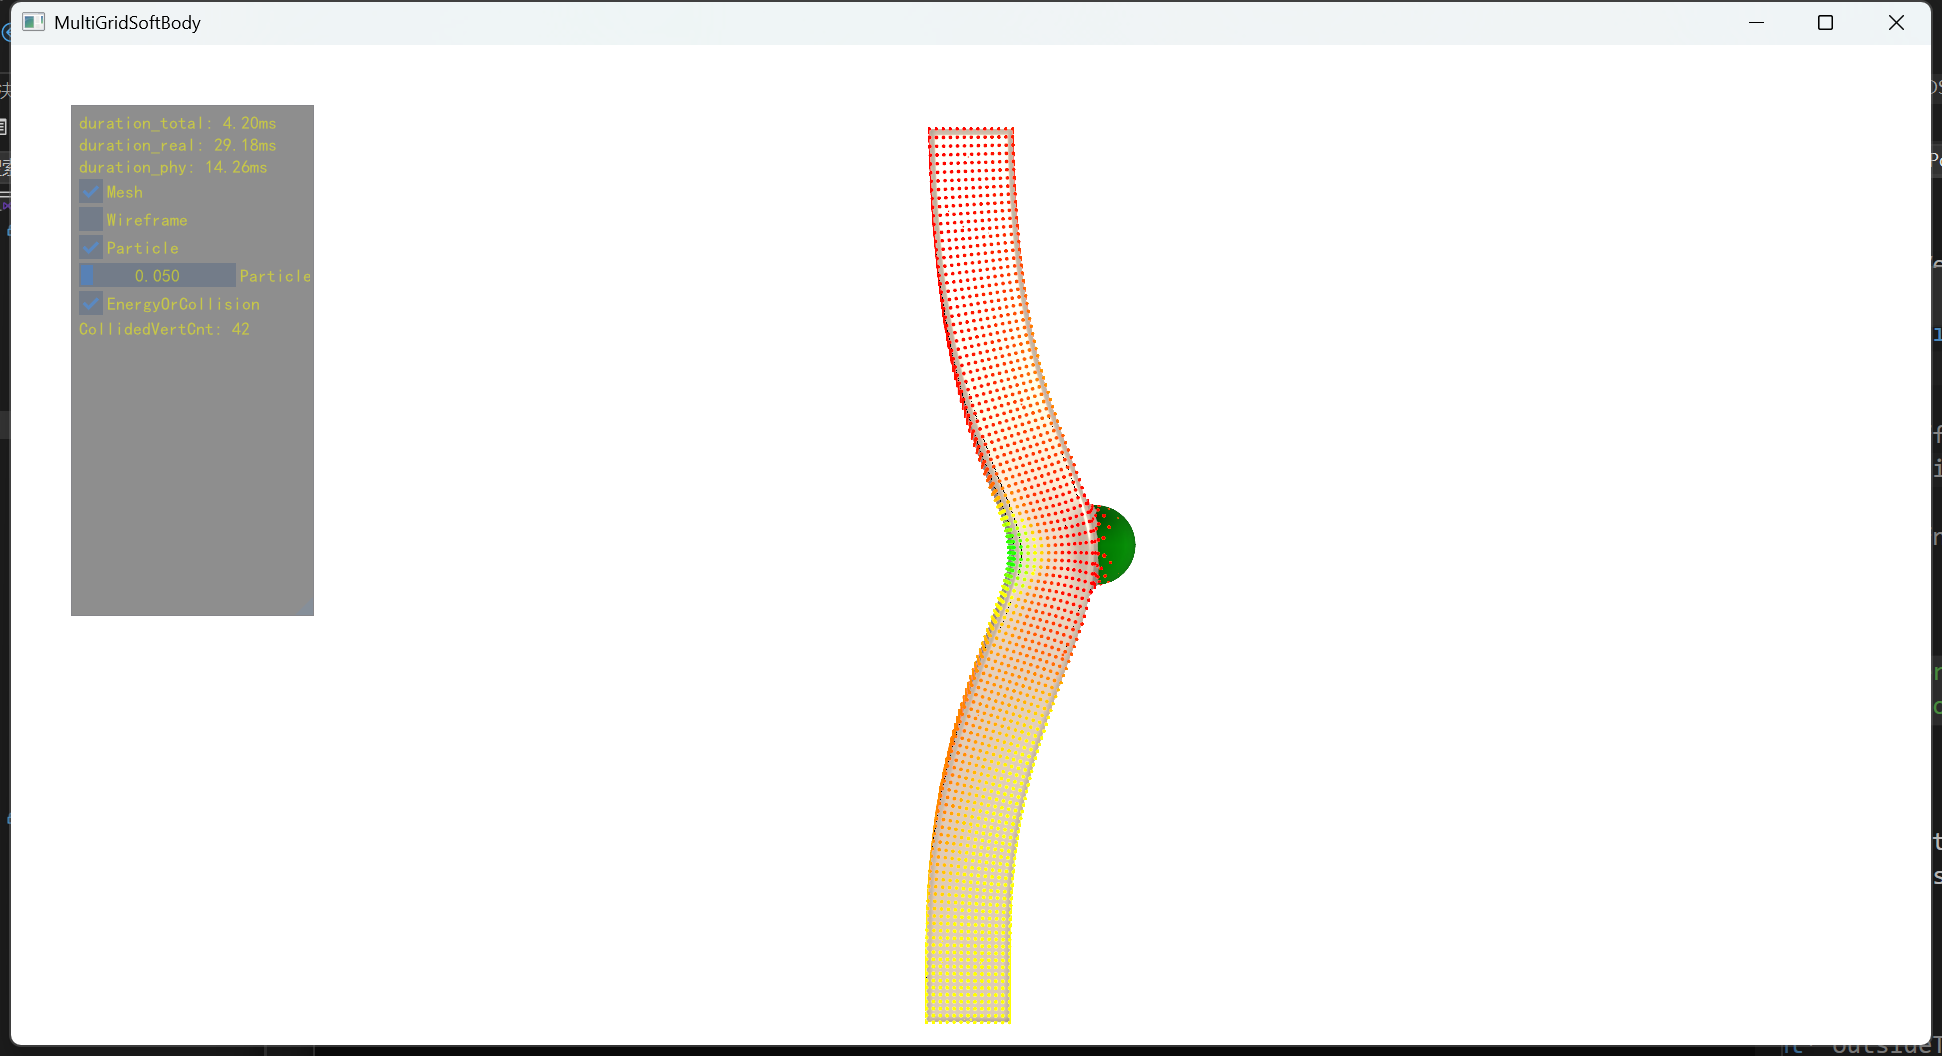 MultiGridSoftBody
duration_total: 4.20ms
duration_real: 29.18ms
duration_phy: 14.26ms
Mesh
Wireframe
Particle
0.050 Particle
EnergyOrCollision
CollidedVertCnt: 42